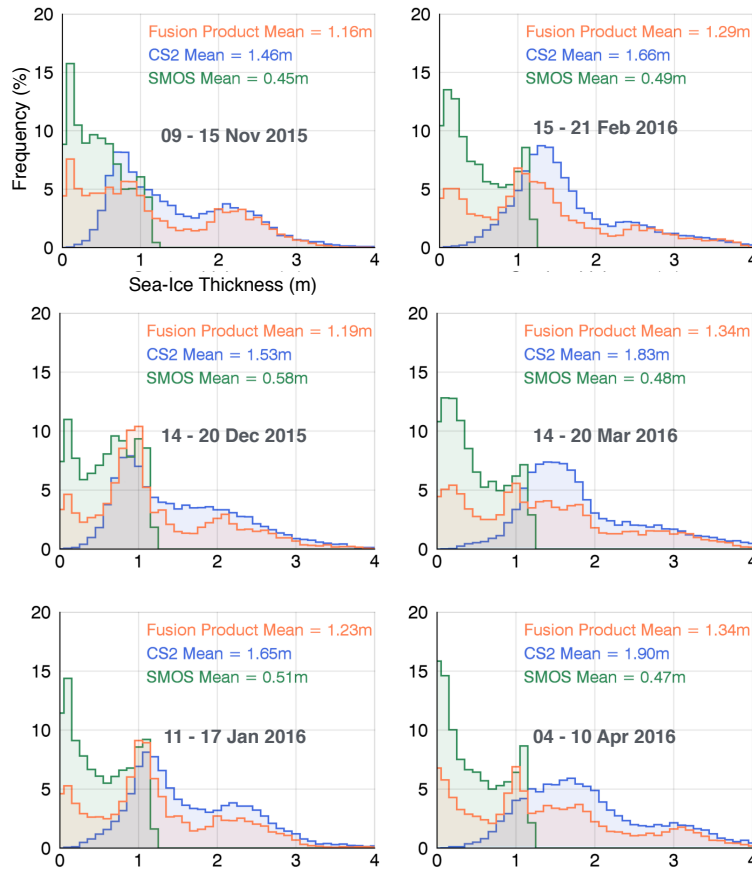 Fusion Product Mean = 1.16m
CS2 Mean = 1.46m
SMOS Mean = 0.45m
09 - 15 Nov 2015
Frequency (%)
20
15
10
5
0
0 1 2 3 4
Sea-Ice Thickness (m)
Fusion Product Mean = 1.29m
CS2 Mean = 1.66m
SMOS Mean = 0.49m
15 - 21 Feb 2016
20
15
10
5
0
0 1 2 3 4
Fusion Product Mean = 1.19m
CS2 Mean = 1.53m
SMOS Mean = 0.58m
14 - 20 Dec 2015
20
15
10
5
0
0 1 2 3 4
Fusion Product Mean = 1.34m
CS2 Mean = 1.83m
SMOS Mean = 0.48m
14 - 20 Mar 2016
20
15
10
5
0
0 1 2 3 4
Fusion Product Mean = 1.23m
CS2 Mean = 1.65m
SMOS Mean = 0.51m
11 - 17 Jan 2016
20
15
10
5
0
0 1 2 3 4
Fusion Product Mean = 1.34m
CS2 Mean = 1.90m
SMOS Mean = 0.47m
04 - 10 Apr 2016
20
15
10
5
0
0 1 2 3 4